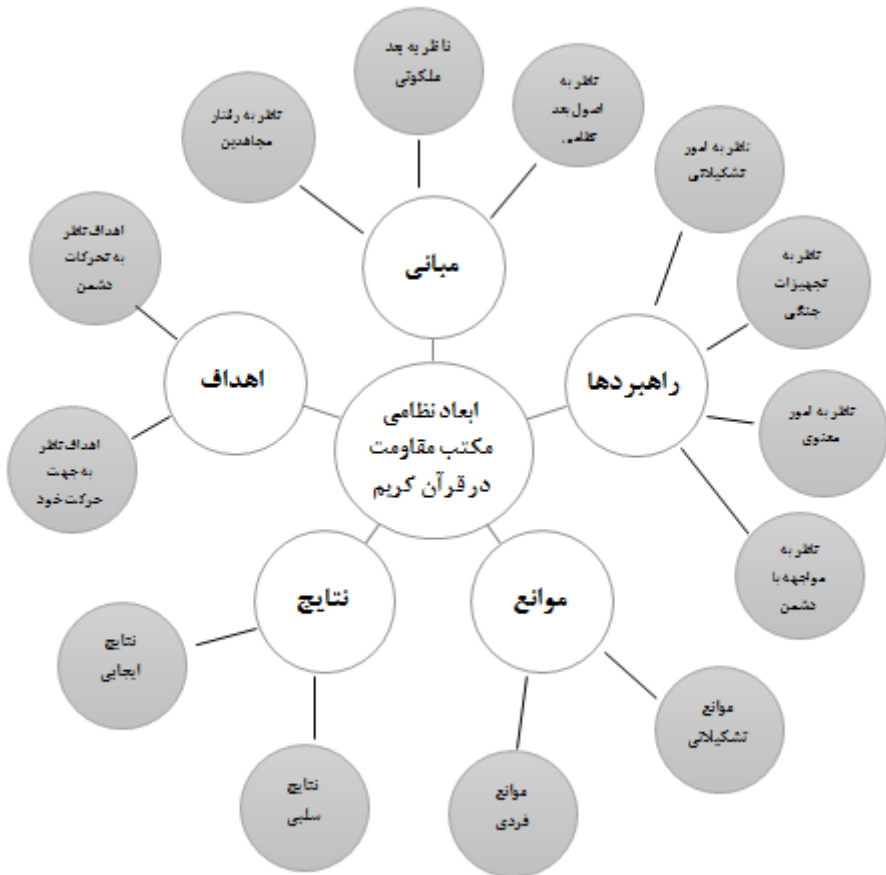 ابعاد نظامی
مکتب مقاومت
در قرآن کریم
مبانی
ناظر به اصول بعد
نظامی
ناظر به بعد
ملکوتی
ناظر به رفتار
مجاهدین
راهبردها
ناظر به امور
تشکیلاتی
ناظر به
تجهیزات
جنگی
ناظر به امور
معنوی
ناظر به
مواجهه با
دشمن
موانع
موانع
تشکیلاتی
موانع
فردی
نتایج
نتایج
سلبی
نتایج
ایجابی
اهداف
اهداف ناظر
به جهت
حرکت خود
اهداف ناظر
به تحرکات
دشمن